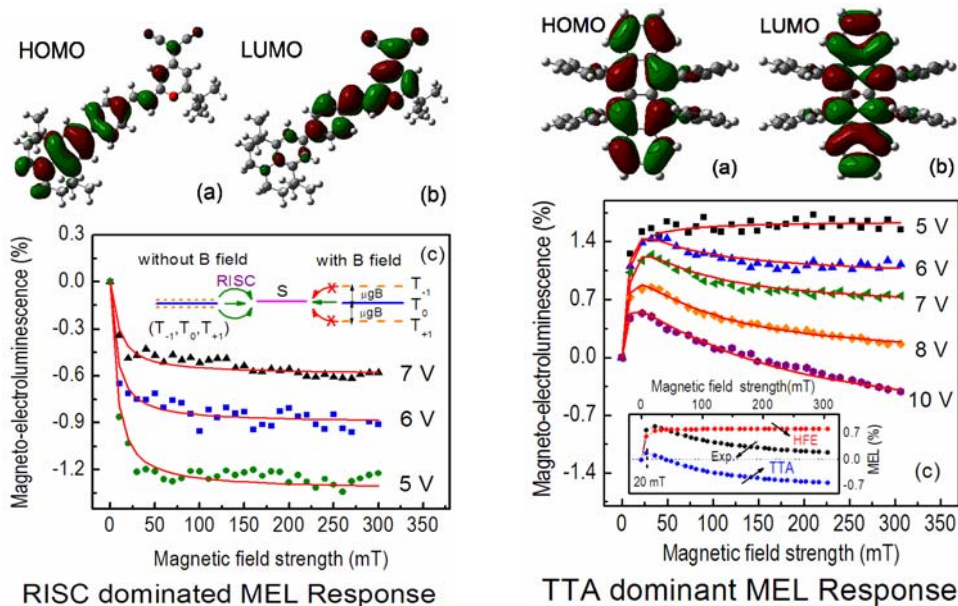 HOMO
LUMO
(a)
(b)
Magneto-electroluminescence (%)
0.3
0.0
-0.3
-0.6
-0.9
-1.2
(c)
without B field
with B field
RISC
S
(T-1,T0,T+1)
T-1
μgB
T0
μgB
T+1
7 V
6 V
5 V
0 50 100 150 200 250 300 350
Magnetic field strength (mT)
RISC dominated MEL Response
HOMO
LUMO
(a)
(b)
Magneto-electroluminescence (%)
1.4
0.7
0.0
-0.7
-1.4
5 V
6 V
7 V
8 V
10 V
Magnetic field strength(mT)
0 100 200 300
HFE
Exp.
TTA
20 mT
0.7
0.0
-0.7
MEL (%)
(c)
0 50 100 150 200 250 300 350
Magnetic field strength (mT)
TTA dominant MEL Response